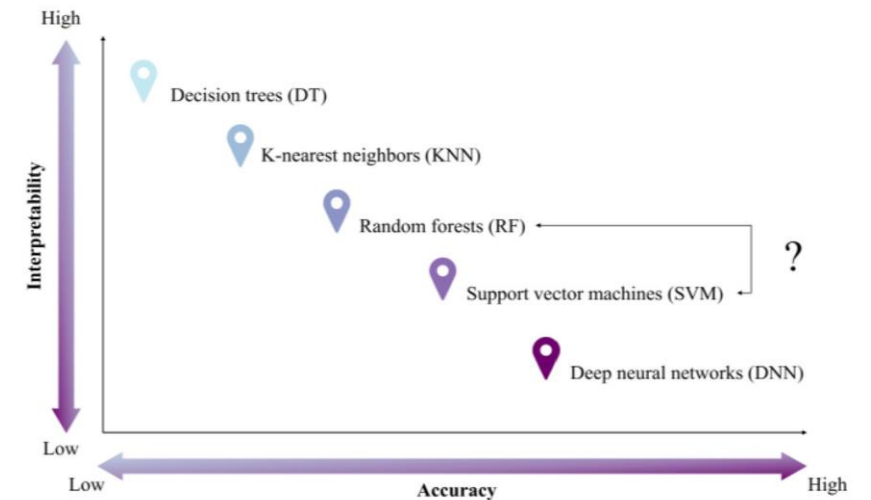 High
Decision trees (DT)
K-nearest neighbors (KNN)
Interpretability
Random forests (RF)
?
Support vector machines (SVM)
Deep neural networks (DNN)
Low
Low
Accuracy
High